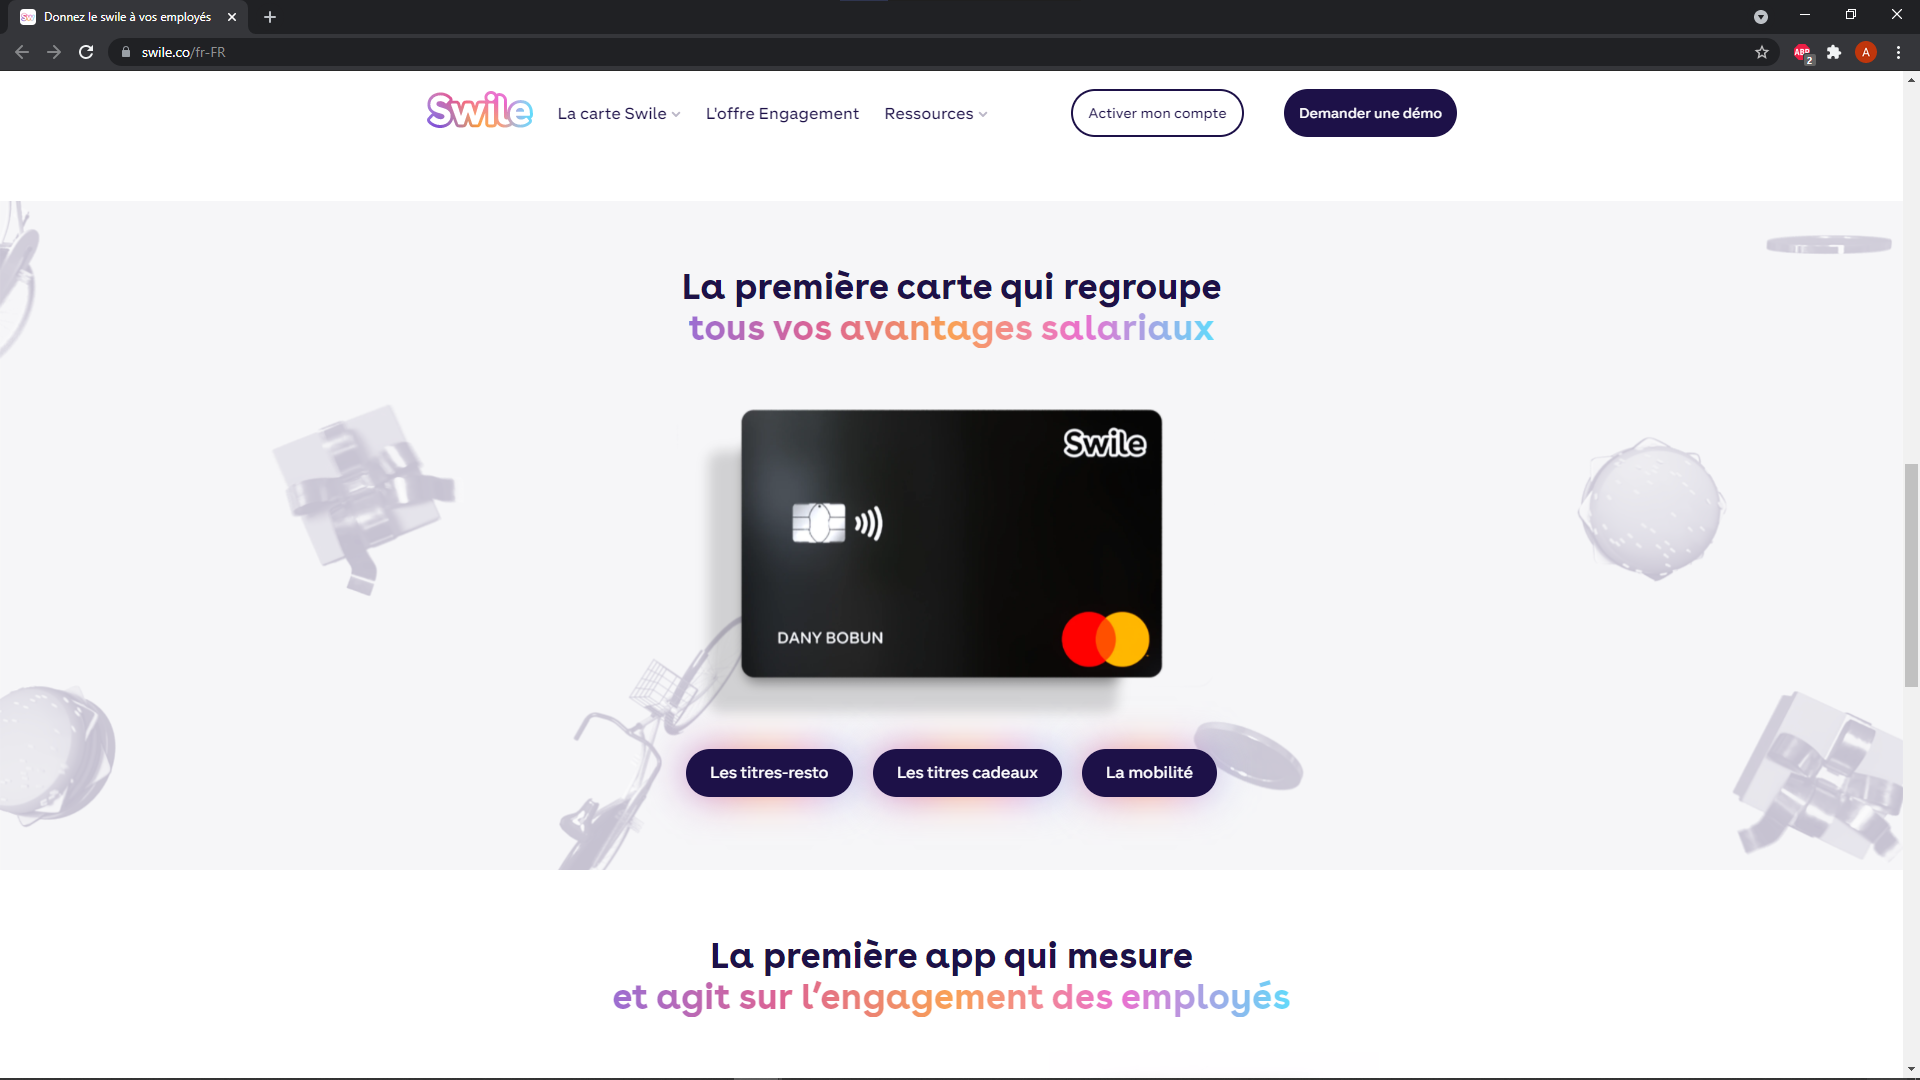 Donnez le swile à vos employés
swile.co/fr-FR
ABP
2
A
Swile
La carte Swile
L'offre Engagement
Ressources
Activer mon compte
Demander une démo
La première carte qui regroupe
tous vos avantages salariaux
Swile
DANY BOBUN
Les titres-resto
Les titres cadeaux
La mobilité
La première app qui mesure
et agit sur l’engagement des employés